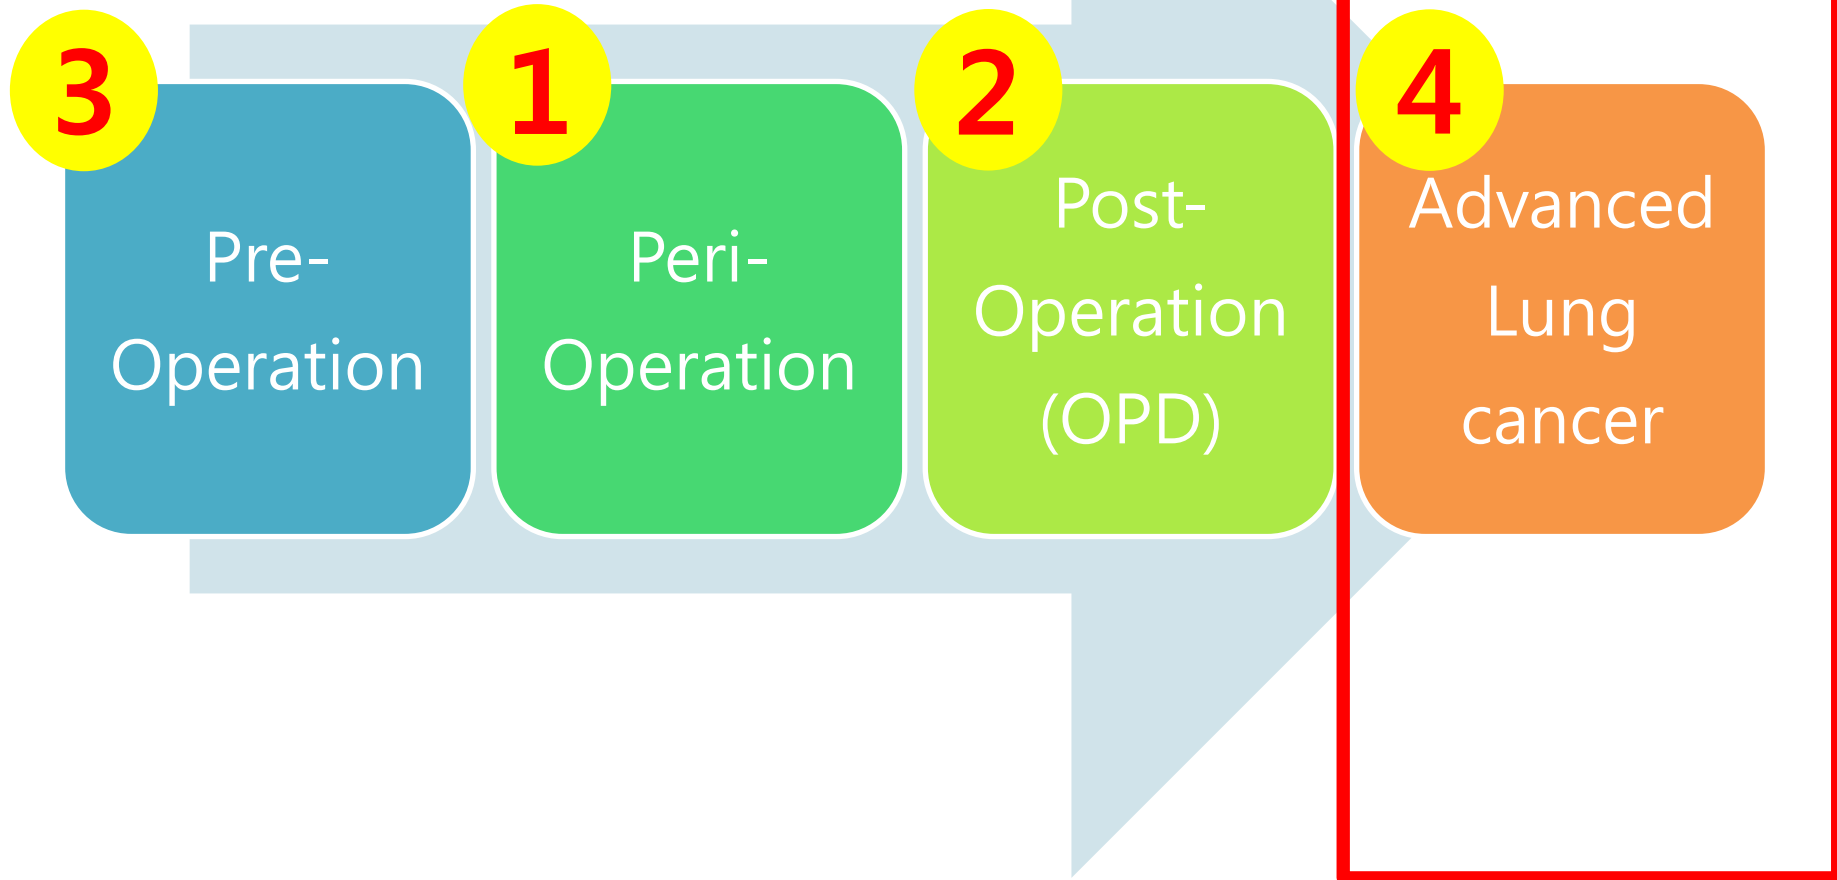 3
Pre-
Operation
1
Peri-
Operation
2
Post-
Operation
(OPD)
4
Advanced
Lung
cancer